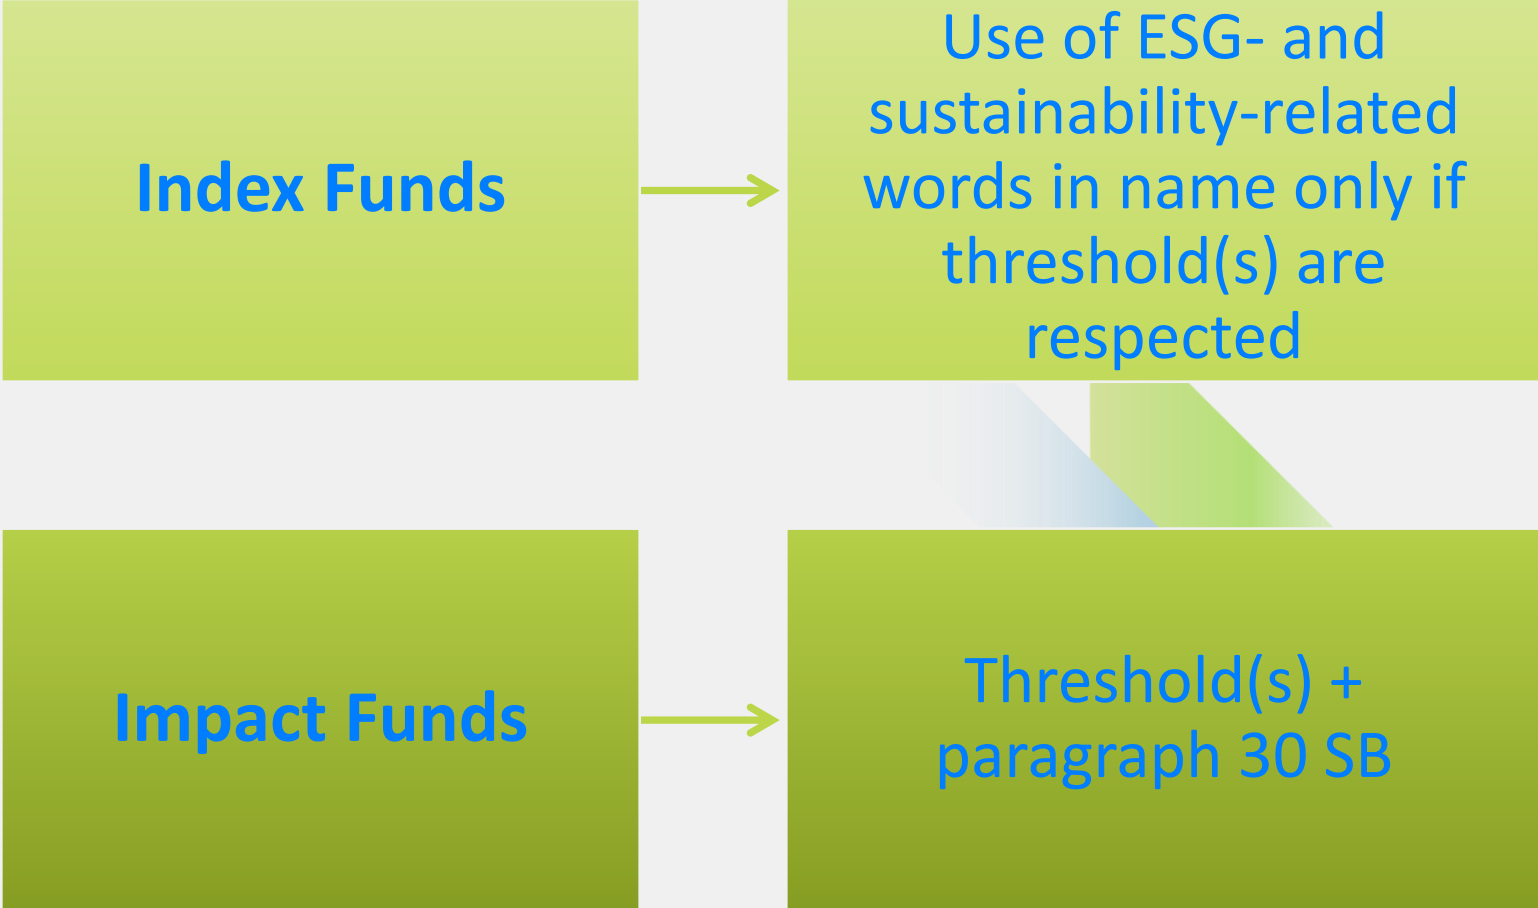 Index Funds
Use of ESG- and
sustainability-related
words in name only if
threshold(s) are
respected
Impact Funds
Threshold(s) +
paragraph 30 SB